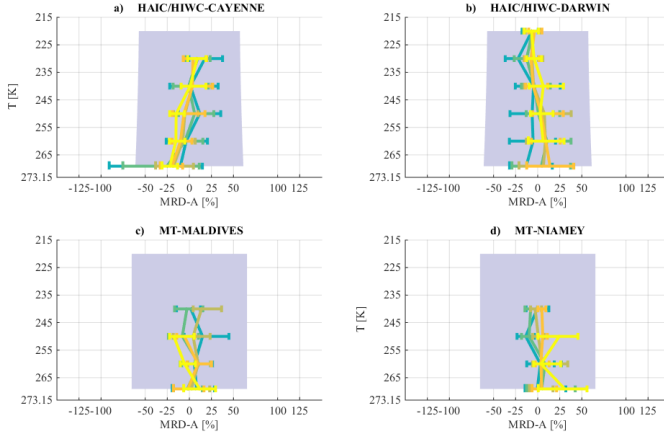 a) HAIC/HIWC-CAYENNE
215
225
235
245
255
265
273.15
T [K]
-125-100 -50 -25 0 25 50 100 125
MRD-A [%]
b) HAIC/HIWC-DARWIN
215
225
235
245
255
265
273.15
-125-100 -50 -25 0 25 50 100 125
MRD-A [%]
c) MT-MALDIVES
215
225
235
245
255
265
273.15
T [K]
-125-100 -50 -25 0 25 50 100 125
MRD-A [%]
d) MT-NIAMEY
215
225
235
245
255
265
273.15
T [K]
-125-100 -50 -25 0 25 50 100 125
MRD-A [%]